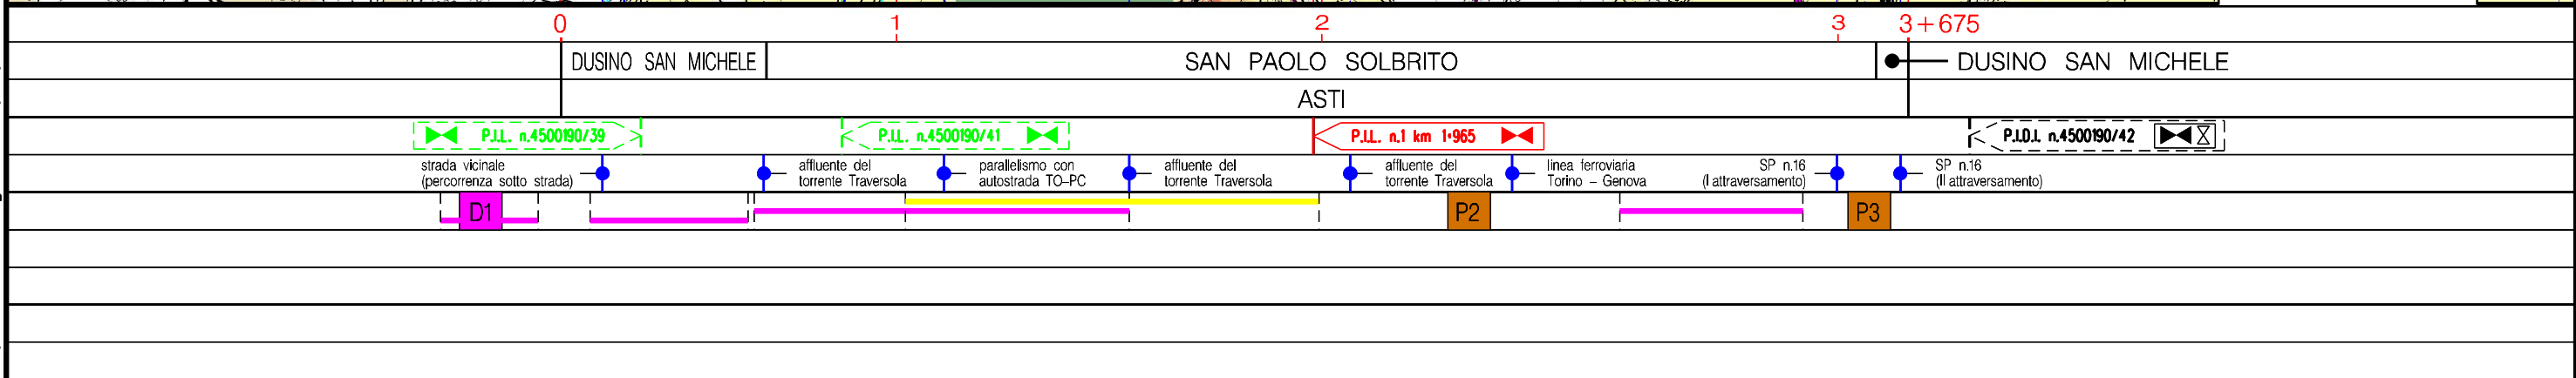 0 1 2 3 3+675
DUSINO SAN MICHELE SAN PAOLO SOLBRITO DUSINO SAN MICHELE
ASTI
P.I.L. n.4500190/39 P.I.L. n.4500190/41 P.I.L. n.1 km 1+965 P.I.D.I. n.4500190/42
strada vicinale
(percorrenza sotto strada)
affluente del
torrente Traversola
parallelismo con
autostrada TO-PC
affluente del
torrente Traversola
affluente del
torrente Traversola
linea ferroviaria
Torino - Genova
SP n.16
(I attraversamento)
SP n.16
(II attraversamento)
D1 P2 P3